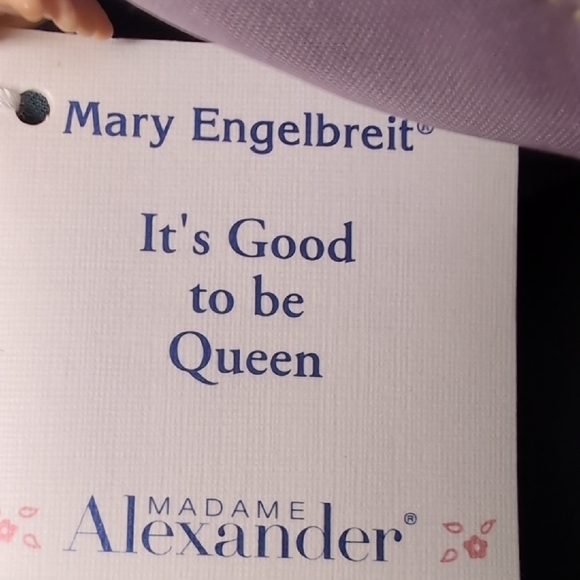 Mary Engelbreit®
It's Good
to be
Queen
MADAME
Alexander®